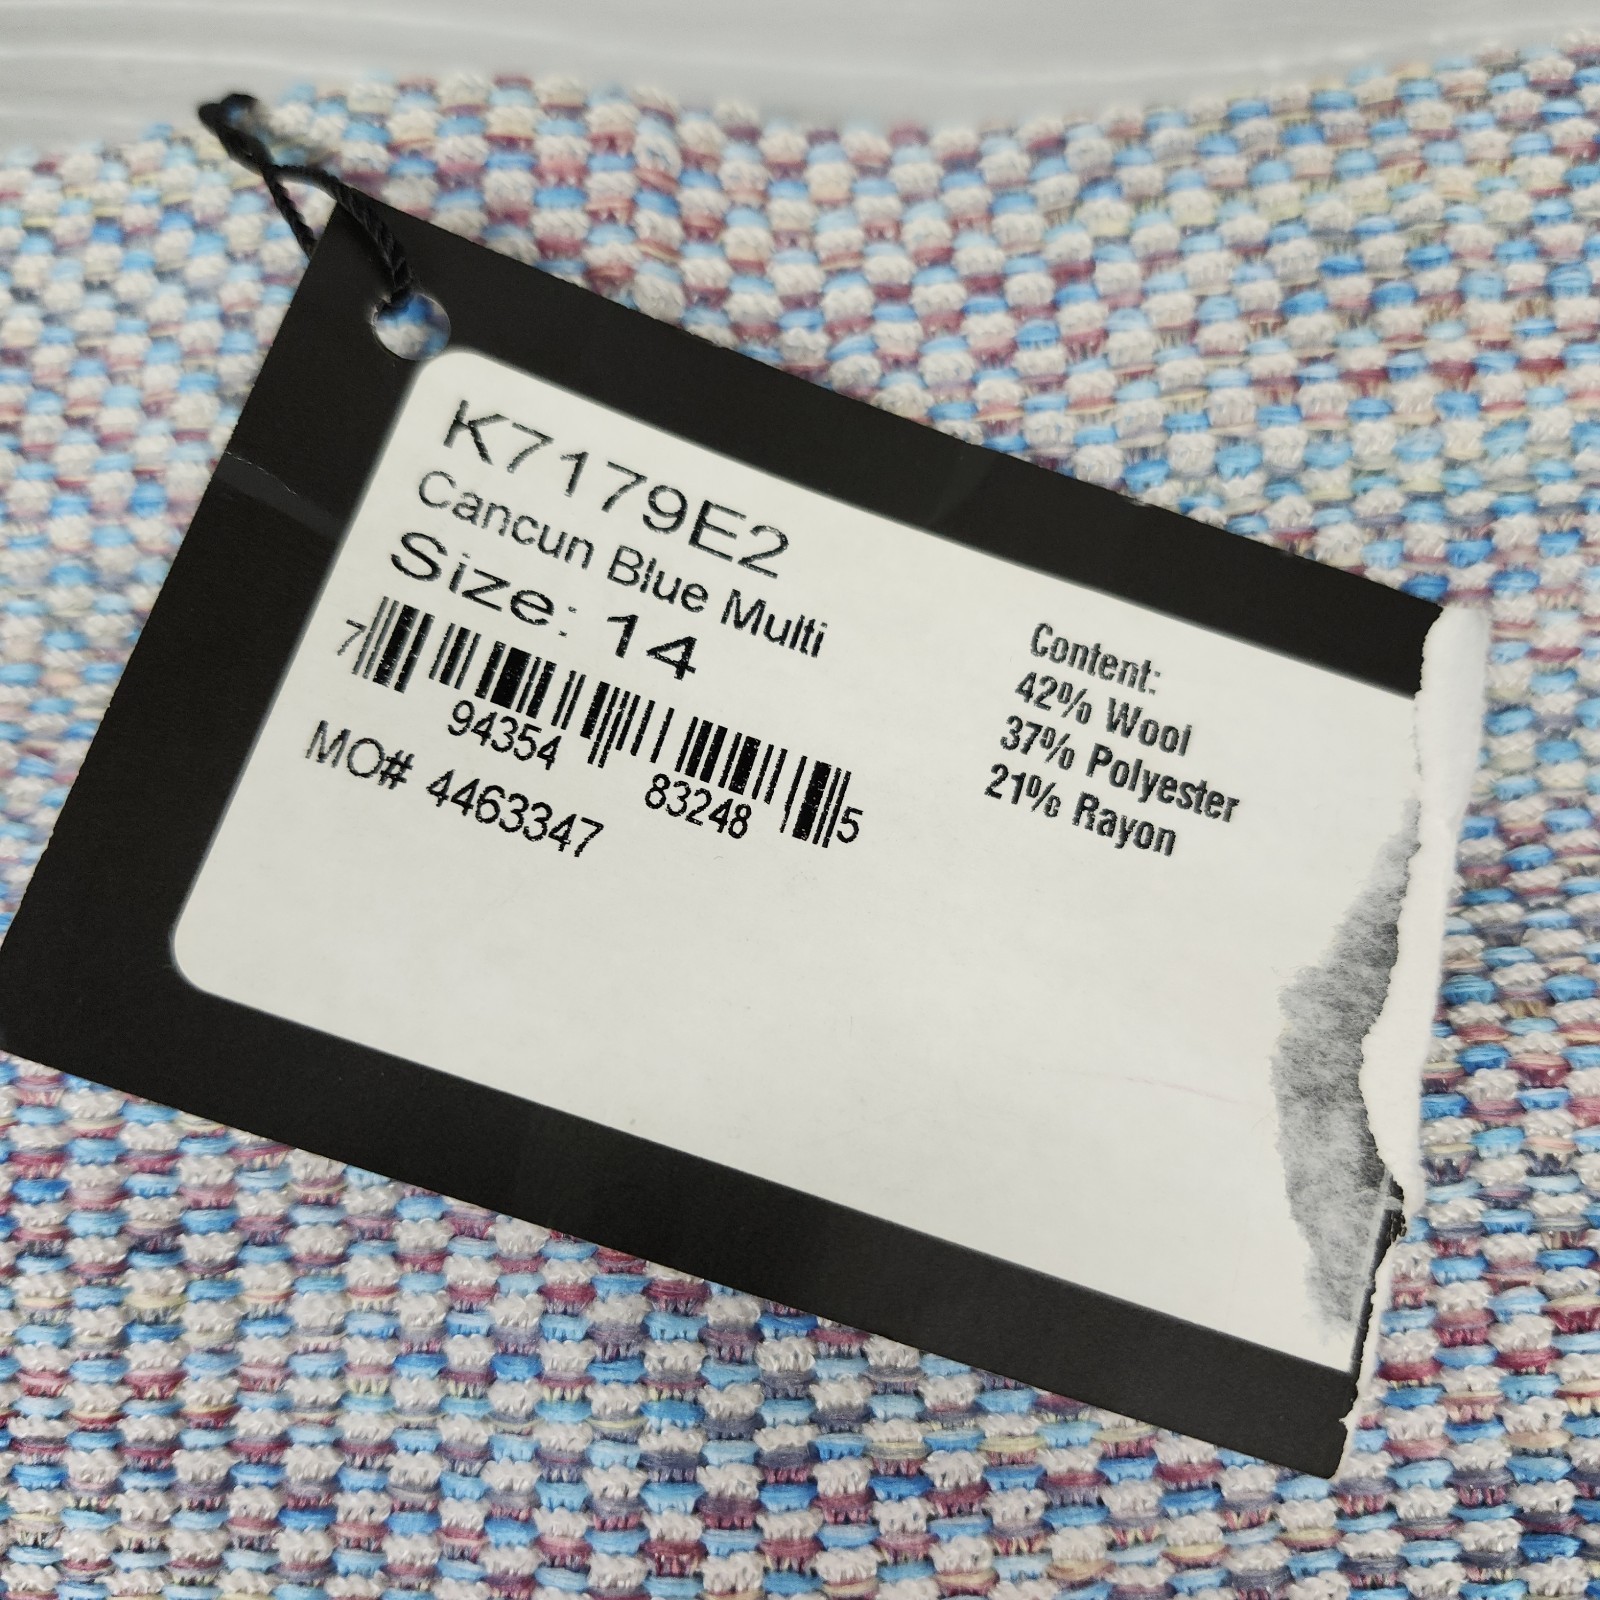 K7179E2
Cancun Blue Multi
Size: 14
7 94354 83248 5
MO# 4463347
Content:
42% Wool
37% Polyester
21% Rayon